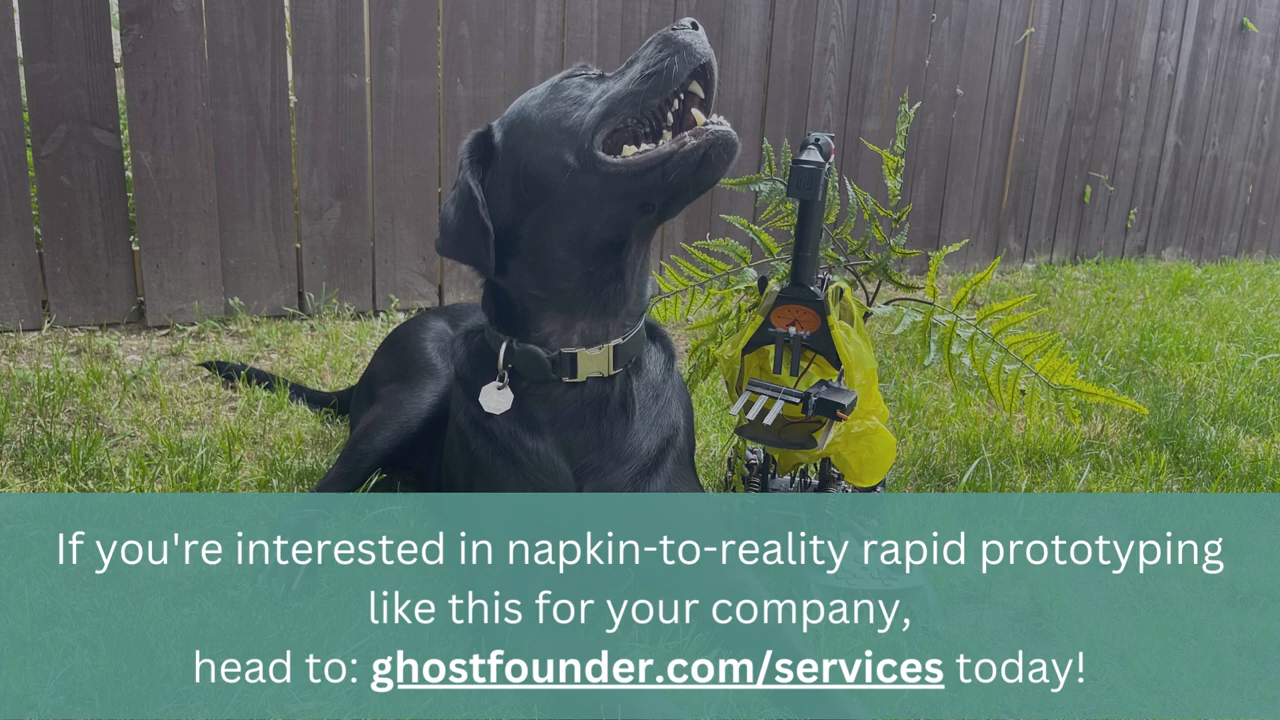 If you're interested in napkin-to-reality rapid prototyping
like this for your company,
head to: ghostfounder.com/services today!